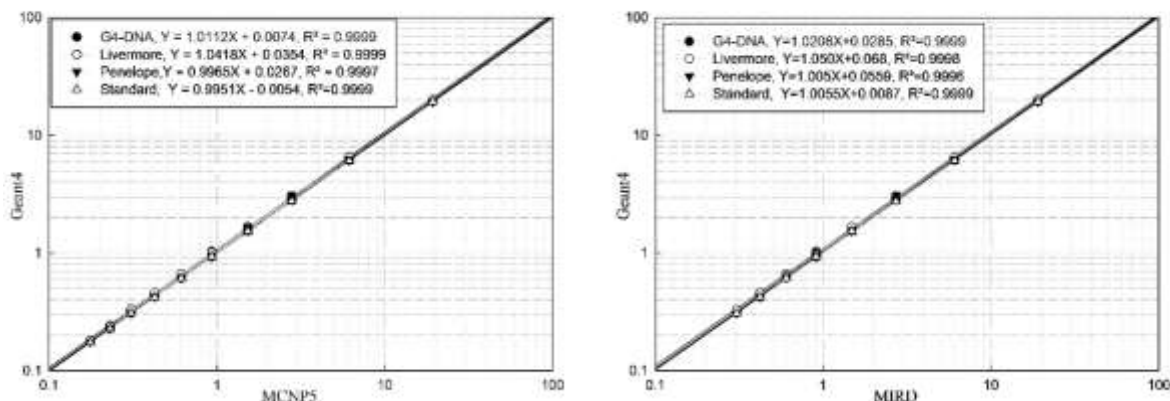 100
G4-DNA, Y = 1.0112X + 0.0074, R² = 0.9999
Livermore, Y = 1.0418X + 0.0354, R² = 0.9999
Penelope,Y = 0.9965X + 0.0267, R² = 0.9997
Standard, Y = 0.9951X - 0.0054, R²=0.9999
10
Geant4
1
0.1
0.1
1
10
100
MCNP5
100
G4-DNA, Y=1.0208X+0.0285, R²=0.9999
Livermore, Y=1.050X+0.068, R²=0.9998
Penelope, Y=1.005X+0.0559, R²=0.9996
Standard, Y=1.0055X+0.0087, R²=0.9999
10
Geant4
1
0.1
0.1
1
10
100
MIRD